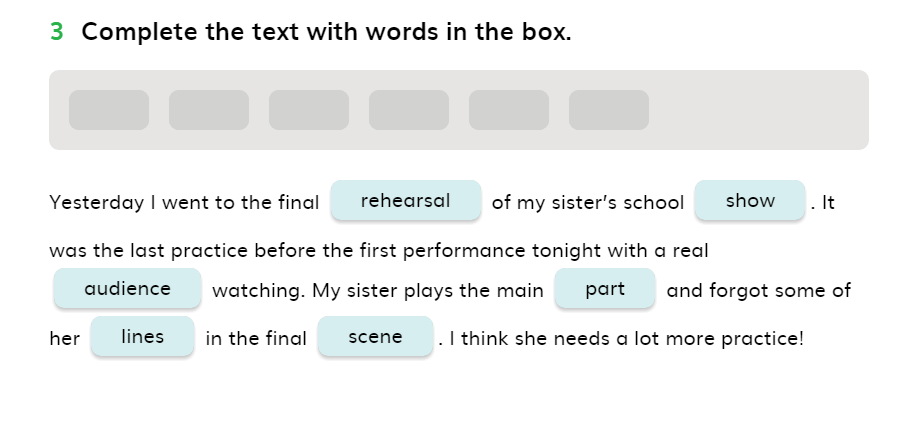 3 Complete the text with words in the box.
Yesterday I went to the final rehearsal of my sister's school show . It
was the last practice before the first performance tonight with a real
audience watching. My sister plays the main part and forgot some of
her lines in the final scene . I think she needs a lot more practice!